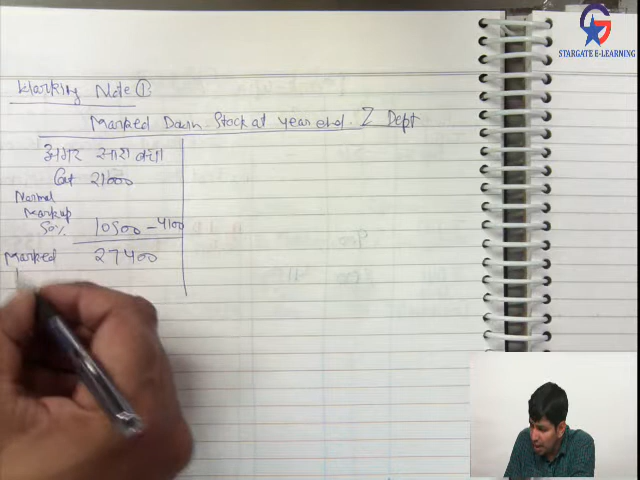 STARGATE E-LEARNING
Working Note ①
Marked Down Stock at year end. Z Dept
अगर सारा बचा
Cost 21000
Normal
Markup
50% 10500 - 4100
Marked 27400